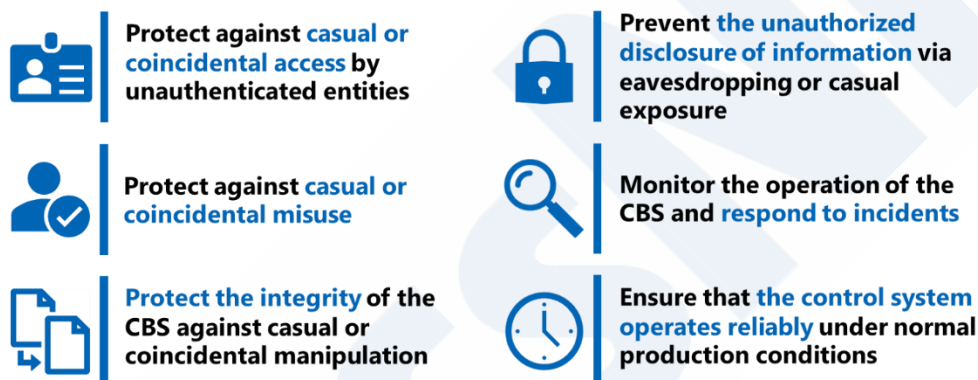 Protect against casual or
coincidental access by
unauthenticated entities
Prevent the unauthorized
disclosure of information via
eavesdropping or casual
exposure
Protect against casual or
coincidental misuse
Monitor the operation of the
CBS and respond to incidents
Protect the integrity of the
CBS against casual or
coincidental manipulation
Ensure that the control system
operates reliably under normal
production conditions